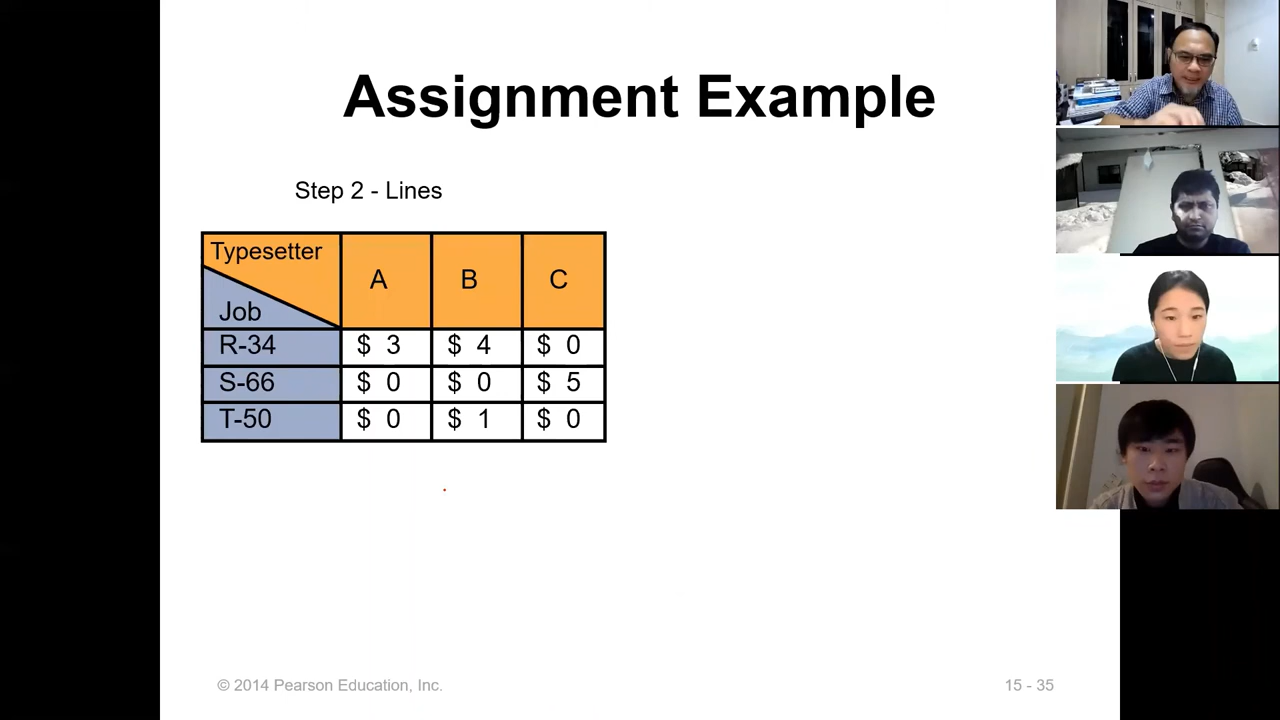 Assignment Example
Step 2 - Lines
Typesetter
Job
A B C
R-34 $ 3 $ 4 $ 0
S-66 $ 0 $ 0 $ 5
T-50 $ 0 $ 1 $ 0
© 2014 Pearson Education, Inc.
15 - 35